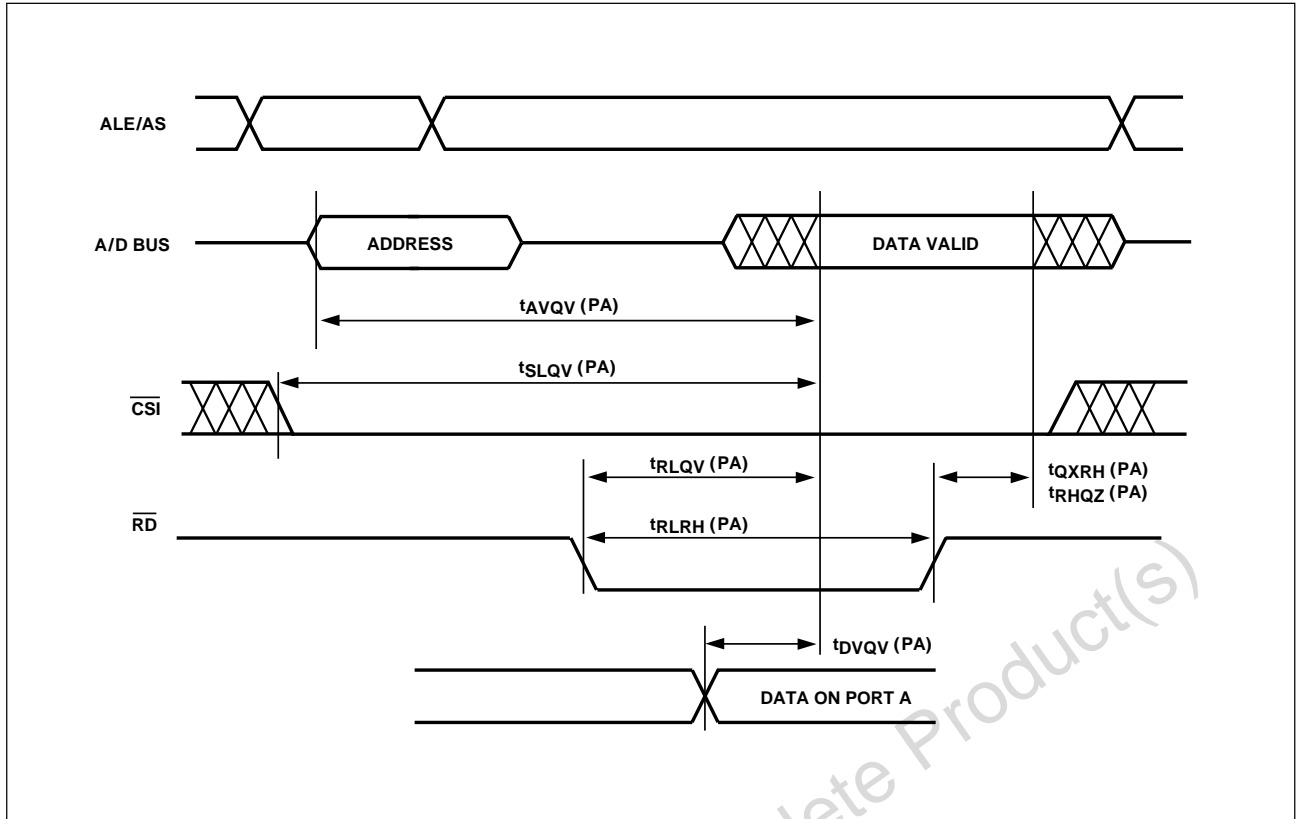 ALE/AS
A/D BUS
ADDRESS
DATA VALID
tAVQV (PA)
tSLQV (PA)
CSI
tRLQV (PA)
tQXRH (PA)
tRHQZ (PA)
RD
tRLRH (PA)
tDVQV (PA)
DATA ON PORT A
lete Product(s)